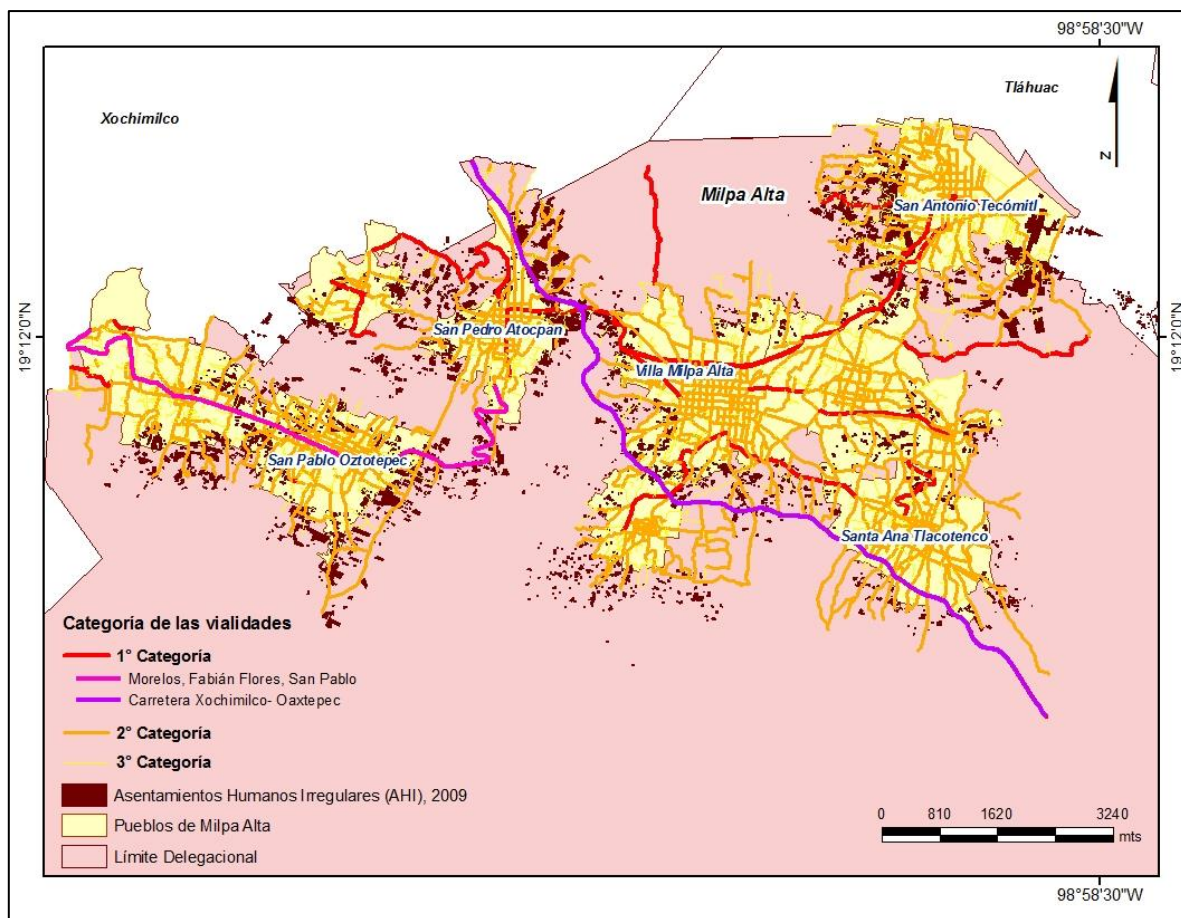 98°58'30"W
Xochimilco
Tláhuac
N
Milpa Alta
San Antonio Tecómitl
19°12'0"N
19°12'0"N
San Pedro Atocpan
Villa Milpa Alta
San Pablo Oztotepec
Santa Ana Tlacotenco
Categoría de las vialidades
1° Categoría
Morelos, Fabián Flores, San Pablo
Carretera Xochimilco- Oaxtepec
2° Categoría
3° Categoría
Asentamientos Humanos Irregulares (AHI), 2009
Pueblos de Milpa Alta
Límite Delegacional
0 810 1620 3240
mts
98°58'30"W